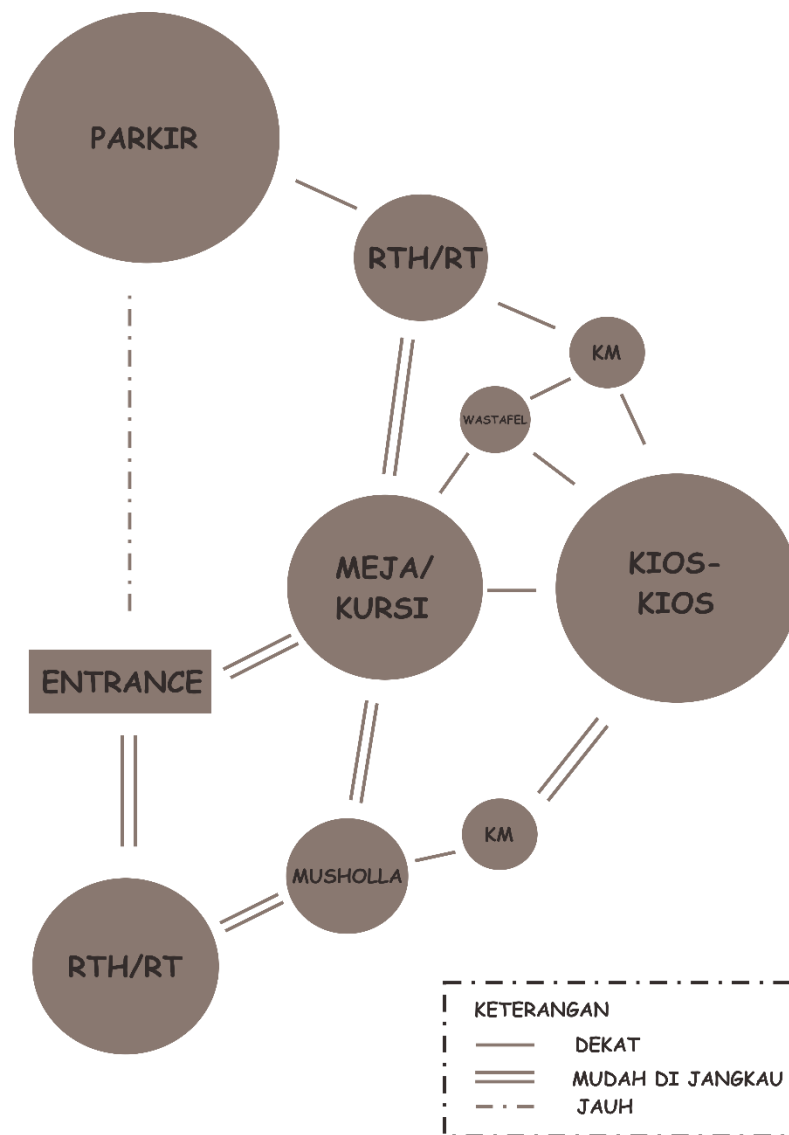 PARKIR
RTH/RT
KM
WASTAFEL
MEJA/
KURSI
KIOS-
KIOS
ENTRANCE
KM
MUSHOLLA
RTH/RT
KETERANGAN
DEKAT
MUDAH DI JANGKAU
JAUH